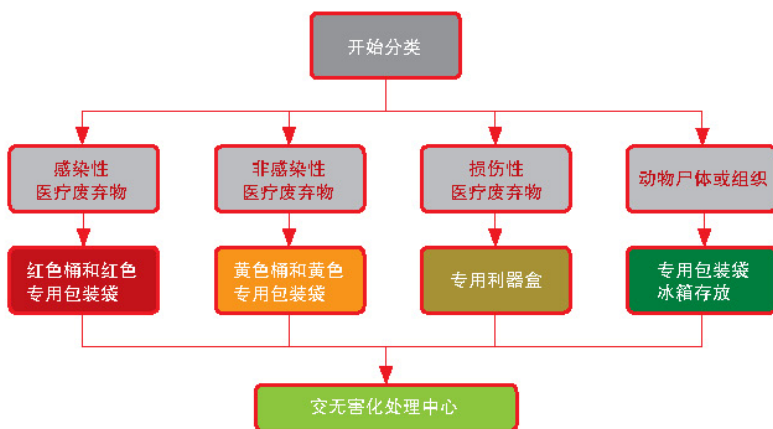 开始分类
感染性
医疗废弃物
非感染性
医疗废弃物
损伤性
医疗废弃物
动物尸体或组织
红色桶和红色
专用包装袋
黄色桶和黄色
专用包装袋
专用利器盒
专用包装袋
冰箱存放
交无害化处理中心